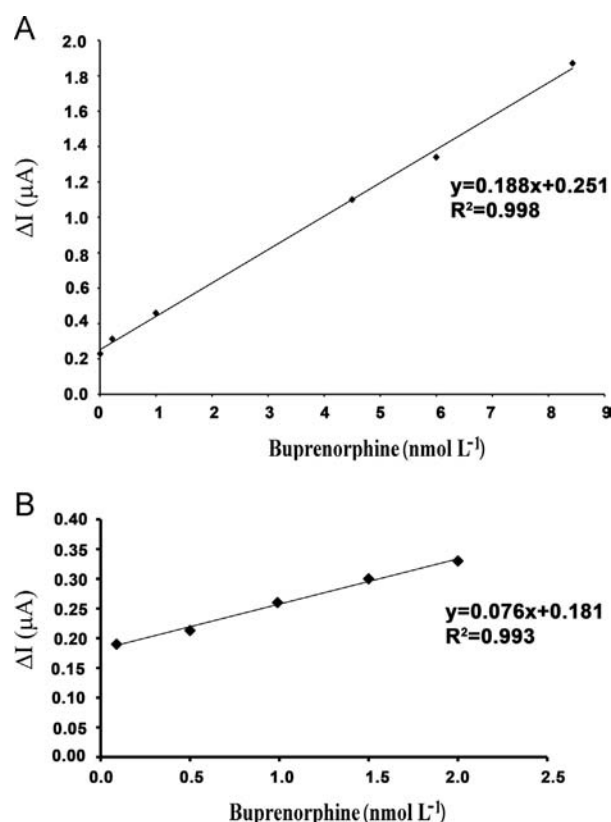 A
2.0
1.8
1.6
1.4
1.2
1.0
0.8
0.6
0.4
0.2
0.0
ΔI (µA)
y=0.188x+0.251
R²=0.998
0 1 2 3 4 5 6 7 8 9
Buprenorphine (nmol L⁻¹)
B
0.40
0.35
0.30
0.25
0.20
0.15
0.10
0.05
0.00
ΔI (µA)
y=0.076x+0.181
R²=0.993
0.0 0.5 1.0 1.5 2.0 2.5
Buprenorphine (nmol L⁻¹)